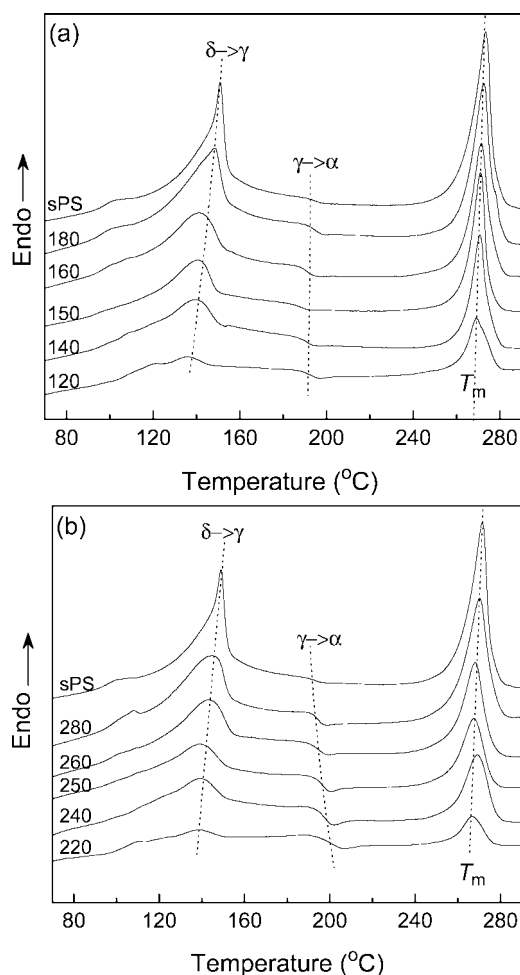 (a)
δ->γ
γ->α
Endo
sPS
180
160
150
140
120
Tm
80 120 160 200 240 280
Temperature (°C)
(b)
δ->γ
γ->α
Endo
sPS
280
260
250
240
220
Tm
80 120 160 200 240 280
Temperature (°C)